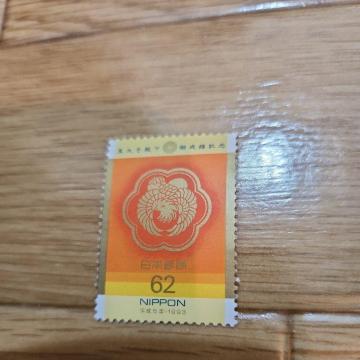 皇太子殿下御成婚記念
日本郵便
62
NIPPON
平成5年・1993